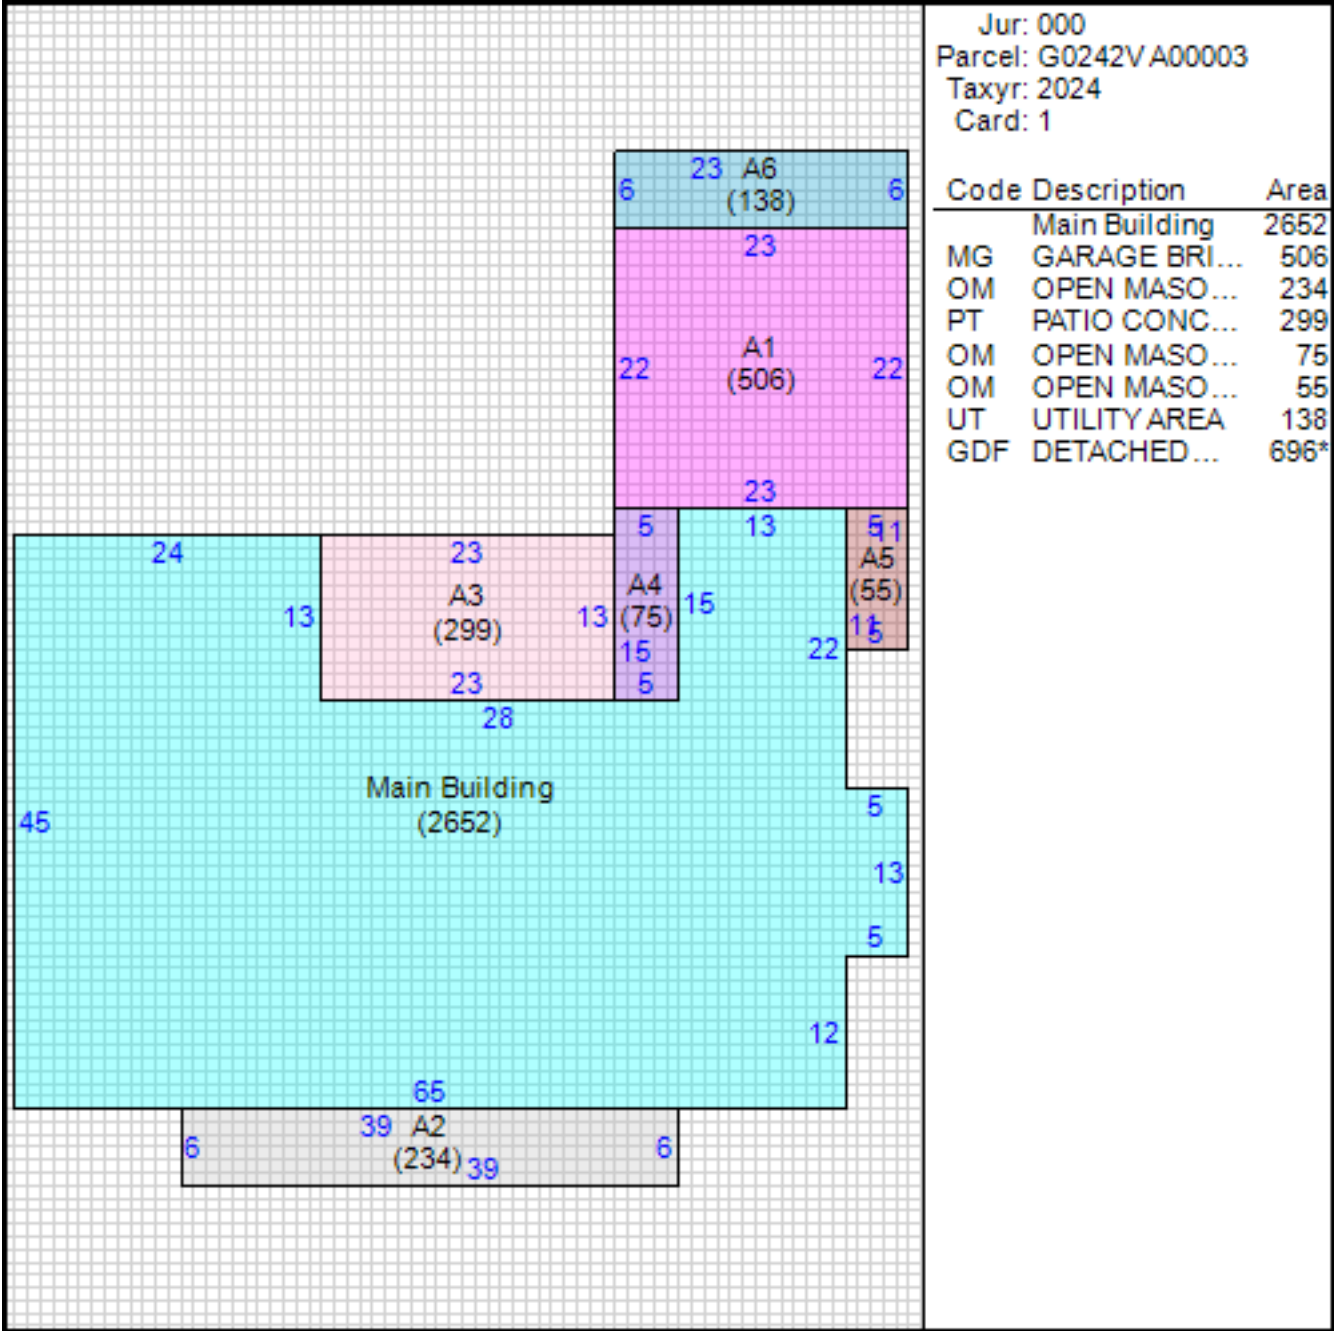 Jur: 000
Parcel: G0242V A00003
Taxyr: 2024
Card: 1
Code Description Area
Main Building 2652
MG GARAGE BRI... 506
OM OPEN MASO... 234
PT PATIO CONC... 299
OM OPEN MASO... 75
OM OPEN MASO... 55
UT UTILITY AREA 138
GDF DETACHED... 696*
23 A6
6 (138) 6
23
A1
22 (506) 22
23
5 13 5 11
24 23
A3 A4 A5
13 (299) 13 (75) 15 (55)
15 22 11 5
23 5
28
Main Building
(2652)
45
5
13
5
12
65
39 A2
6 (234) 39 6